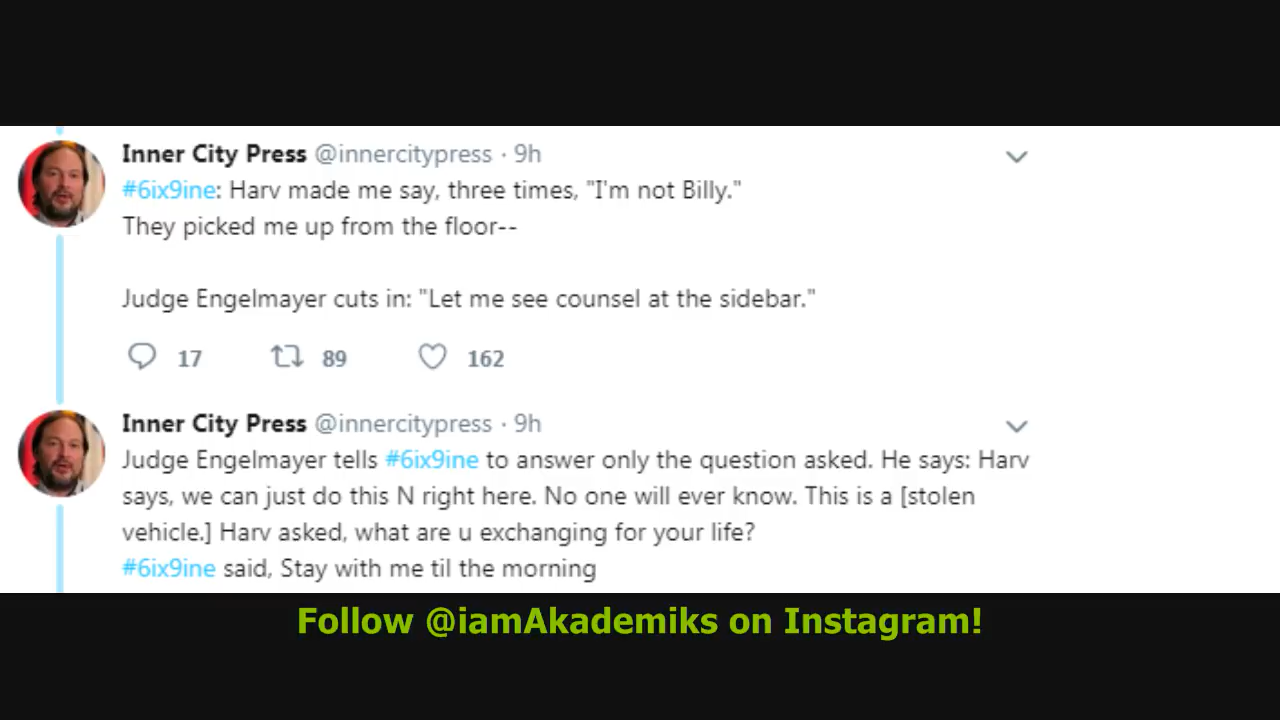 Inner City Press @innercitypress · 9h
#6ix9ine: Harv made me say, three times, "I'm not Billy."
They picked me up from the floor--
Judge Engelmayer cuts in: "Let me see counsel at the sidebar."
17 89 162
Inner City Press @innercitypress · 9h
Judge Engelmayer tells #6ix9ine to answer only the question asked. He says: Harv
says, we can just do this N right here. No one will ever know. This is a [stolen
vehicle.] Harv asked, what are u exchanging for your life?
#6ix9ine said, Stay with me til the morning
Follow @iamAkademiks on Instagram!